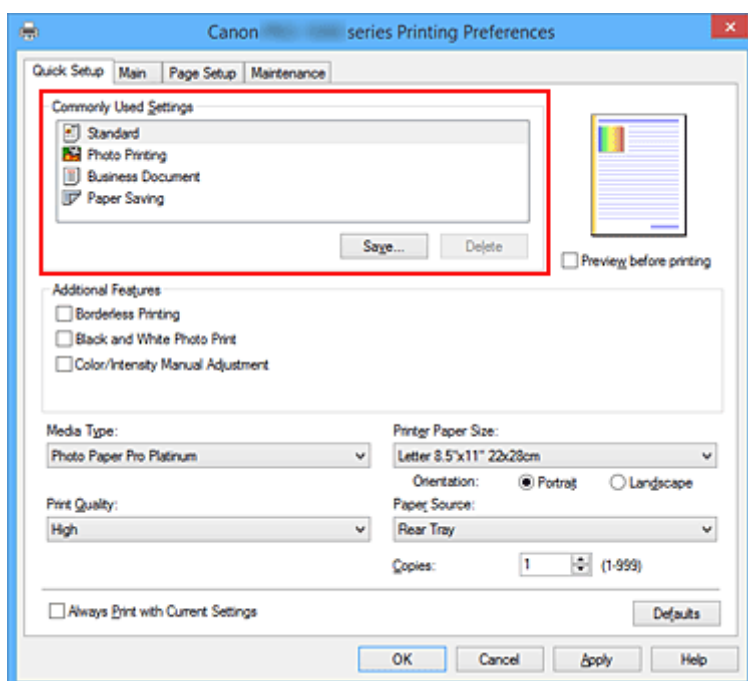 Canon series Printing Preferences
Quick Setup Main Page Setup Maintenance
Commonly Used Settings
Standard
Photo Printing
Business Document
Paper Saving
Save... Delete
Preview before printing
Additional Features
Borderless Printing
Black and White Photo Print
Color/Intensity Manual Adjustment
Media Type: Printer Paper Size:
Photo Paper Pro Platinum Letter 8.5"x11" 22x28cm
Orientation: Portrait Landscape
Print Quality: Paper Source:
High Rear Tray
Copies: 1 (1-999)
Always Print with Current Settings Defaults
OK Cancel Apply Help